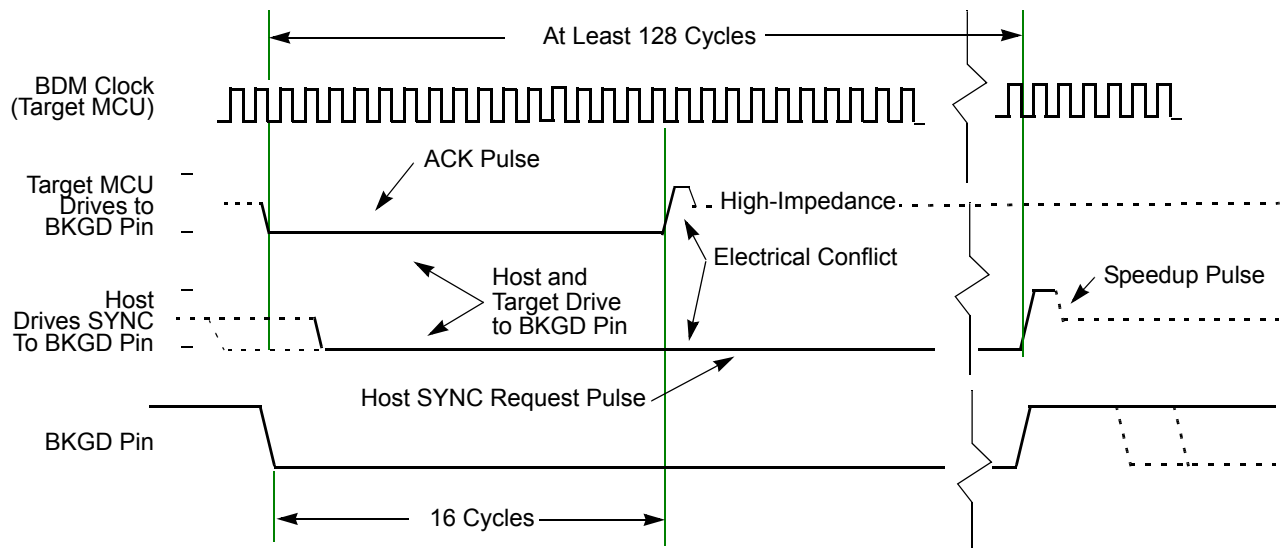 At Least 128 Cycles
BDM Clock
(Target MCU)
ACK Pulse
Target MCU
Drives to
BKGD Pin
High-Impedance
Electrical Conflict
Host and
Target Drive
to BKGD Pin
Speedup Pulse
Host
Drives SYNC
To BKGD Pin
Host SYNC Request Pulse
BKGD Pin
16 Cycles